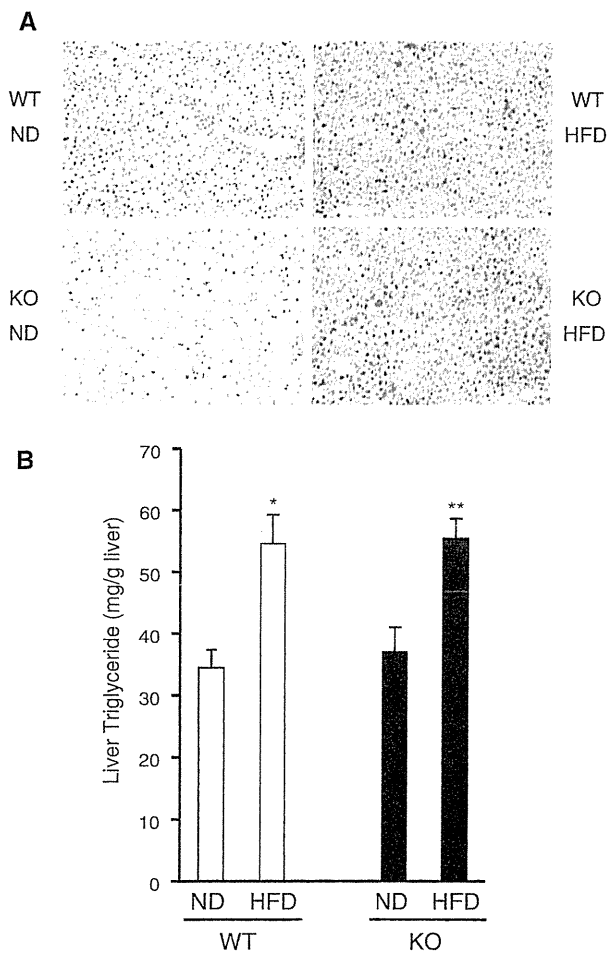 A
WT
ND
WT
HFD
KO
ND
KO
HFD
B
Liver Triglyceride (mg/g liver)
70
60
50
40
30
20
10
0
*
**
ND HFD ND HFD
WT KO